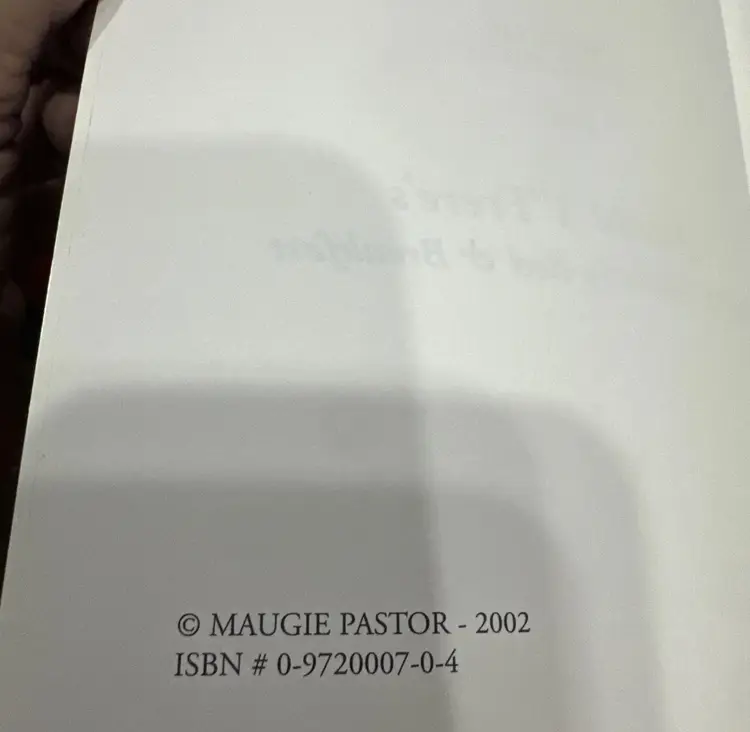 © MAUGIE PASTOR - 2002
ISBN # 0-9720007-0-4